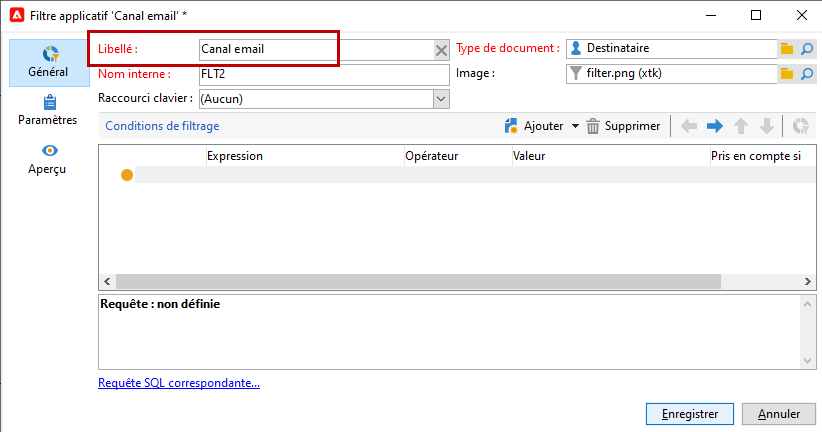 Filtre applicatif 'Canal email' *
Libellé : Canal email Type de document : Destinataire
Général
Nom interne : FLT2 Image : filter.png (xtk)
Raccourci clavier : (Aucun)
Paramètres
Conditions de filtrage Ajouter Supprimer
Aperçu
Expression Opérateur Valeur Pris en compte si
Requête : non définie
Requête SQL correspondante...
Enregistrer Annuler